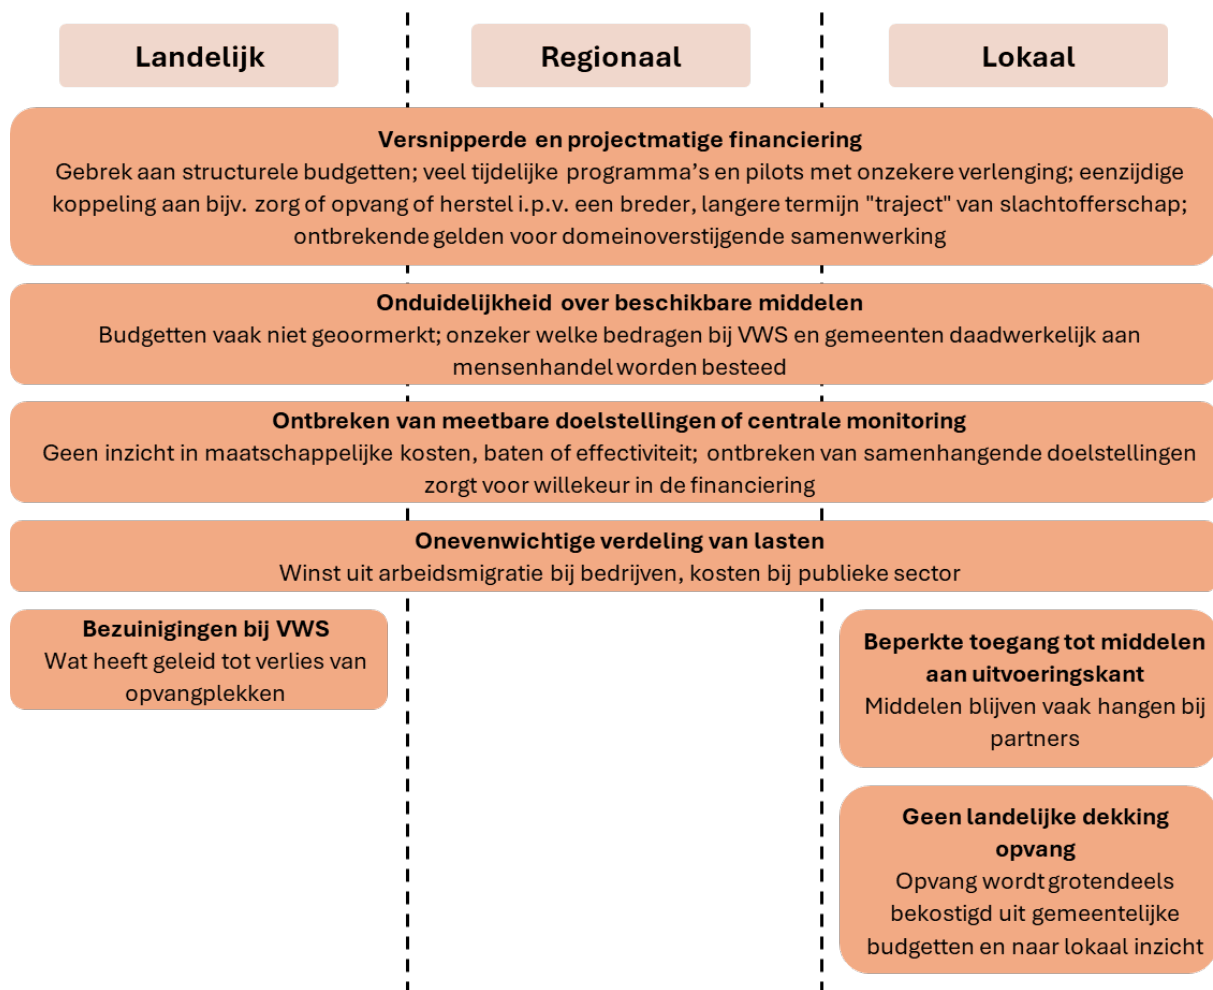 Landelijk
Regionaal
Lokaal
Versnipperde en projectmatige financiering
Gebrek aan structurele budgetten; veel tijdelijke programma's en pilots met onzekere verlenging; eenzijdige
koppeling aan bijv. zorg of opvang of herstel i.p.v. een breder, langere termijn "traject" van slachtofferschap;
ontbrekende gelden voor domeinoverstijgende samenwerking
Onduidelijkheid over beschikbare middelen
Budgetten vaak niet geoormerkt; onzeker welke bedragen bij VWS en gemeenten daadwerkelijk aan
mensenhandel worden besteed
Ontbreken van meetbare doelstellingen of centrale monitoring
Geen inzicht in maatschappelijke kosten, baten of effectiviteit; ontbreken van samenhangende doelstellingen
zorgt voor willekeur in de financiering
Onevenwichtige verdeling van lasten
Winst uit arbeidsmigratie bij bedrijven, kosten bij publieke sector
Bezuinigingen bij VWS
Wat heeft geleid tot verlies van
opvangplekken
Beperkte toegang tot middelen
aan uitvoeringskant
Middelen blijven vaak hangen bij
partners
Geen landelijke dekking
opvang
Opvang wordt grotendeels
bekostigd uit gemeentelijke
budgetten en naar lokaal inzicht